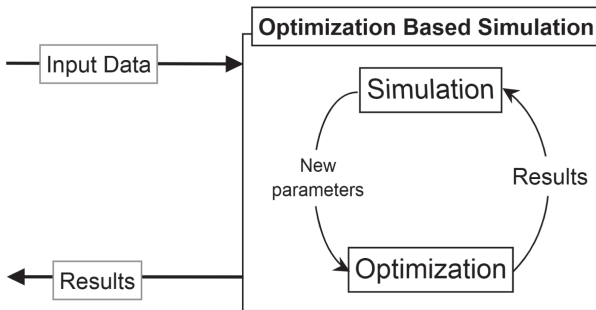 Optimization Based Simulation
Input Data
Simulation
New
parameters
Results
Optimization
Results